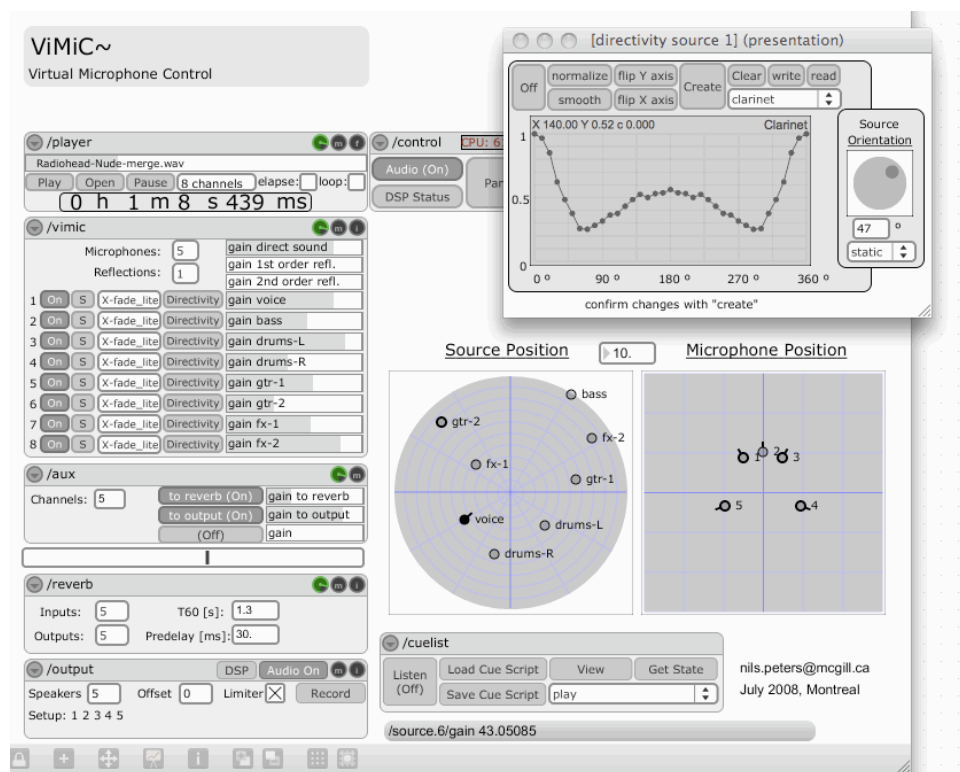 ViMiC~
Virtual Microphone Control
[directivity source 1] (presentation)
Off
normalize
flip Y axis
Create
Clear
write
read
smooth
flip X axis
clarinet
X 140.00 Y 0.52 c 0.000
Clarinet
1
0.5
0
0 °
90 °
180 °
270 °
360 °
confirm changes with "create"
Source
Orientation
47
°
static
/player
m
i
Radiohead-Nude-merge.wav
Play
Open
Pause
8 channels
elapse:
loop:
0 h 1 m 8 s 439 ms
/control
CPU: 6
Audio (On)
DSP Status
/vimic
m
i
Microphones: 5
Reflections: 1
gain direct sound
gain 1st order refl.
gain 2nd order refl.
1 On S X-fade_lite Directivity gain voice
2 On S X-fade_lite Directivity gain bass
3 On S X-fade_lite Directivity gain drums-L
4 On S X-fade_lite Directivity gain drums-R
5 On S X-fade_lite Directivity gain gtr-1
6 On S X-fade_lite Directivity gain gtr-2
7 On S X-fade_lite Directivity gain fx-1
8 On S X-fade_lite Directivity gain fx-2
Source Position
10.
Microphone Position
bass
gtr-2
fx-2
fx-1
gtr-1
voice
drums-L
drums-R
1
2
3
5
4
/aux
m
Channels: 5
to reverb (On)
gain to reverb
to output (On)
gain to output
(Off)
gain
/reverb
m
i
Inputs: 5
T60 [s]: 1.3
Outputs: 5
Predelay [ms]: 30.
/output
DSP
Audio On
m
i
Speakers 5
Offset 0
Limiter
Record
Setup: 1 2 3 4 5
/cuelist
Listen
(Off)
Load Cue Script
View
Get State
Save Cue Script
play
nils.peters@mcgill.ca
July 2008, Montreal
/source.6/gain 43.05085